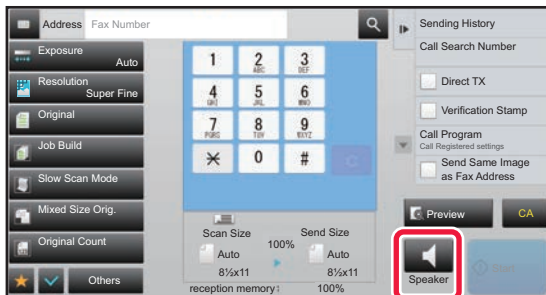 Address Fax Number
Sending History
Call Search Number
Direct TX
Verification Stamp
Call Program
Call Registered settings
Send Same Image
as Fax Address
Exposure
Auto
Resolution
Super Fine
Original
Job Build
Slow Scan Mode
Mixed Size Orig.
Original Count
Others
1 2 3
ABC DEF
4 5 6
GHI JKL MNO
7 8 9
PQRS TUV WXYZ
0 #
C
Scan Size 100% Send Size
Auto Auto
8½x11 8½x11
reception memory: 100%
Preview CA
Speaker
Start